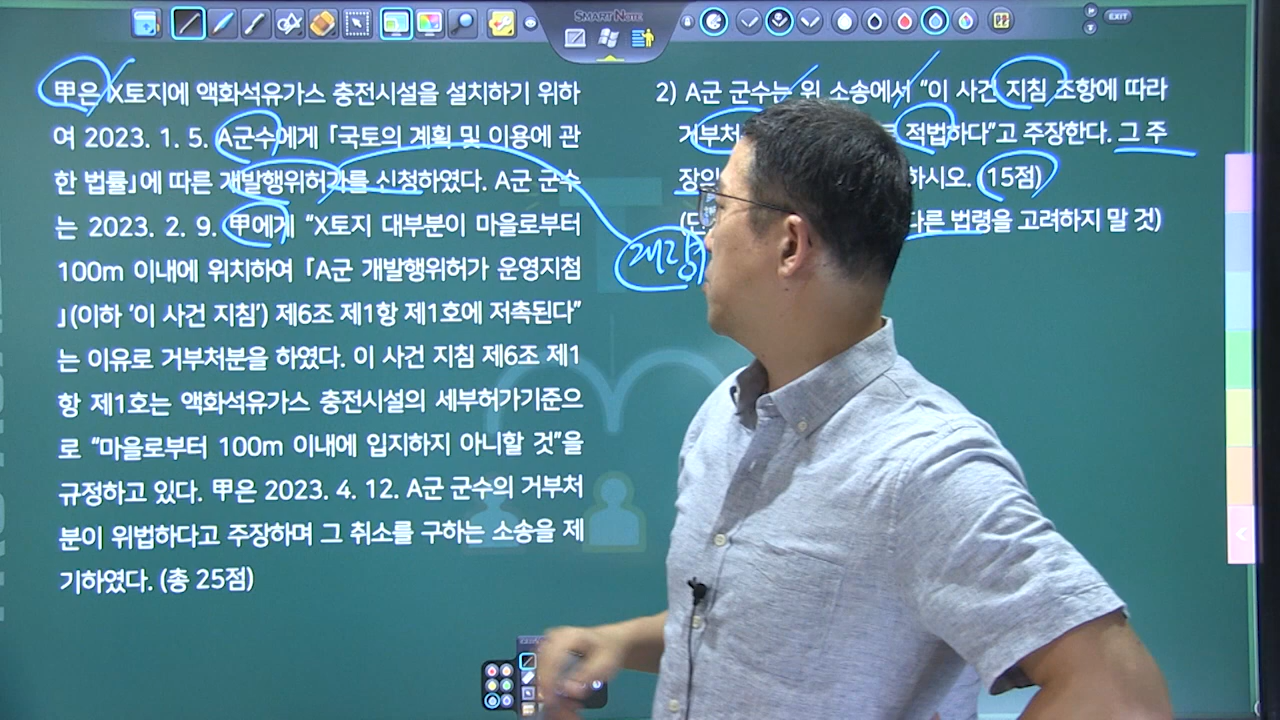 SMART NOTE
EXIT
甲은 X토지에 액화석유가스 충전시설을 설치하기 위하
여 2023. 1. 5. A군수에게 「국토의 계획 및 이용에 관
한 법률」에 따른 개발행위허가를 신청하였다. A군 군수
는 2023. 2. 9. 甲에게 “X토지 대부분이 마을로부터
100m 이내에 위치하여 「A군 개발행위허가 운영지첨
」(이하 ‘이 사건 지침’) 제6조 제1항 제1호에 저촉된다”
는 이유로 거부처분을 하였다. 이 사건 지침 제6조 제1
항 제1호는 액화석유가스 충전시설의 세부허가기준으
로 “마을로부터 100m 이내에 입지하지 아니할 것”을
규정하고 있다. 甲은 2023. 4. 12. A군 군수의 거부처
분이 위법하다고 주장하며 그 취소를 구하는 소송을 제
기하였다. (총 25점)
재량
2) A군 군수는 위 소송에서 “이 사건 지침 조항에 따라
거부처 적법하다”고 주장한다. 그 주
장의 하시오. (15점)
다른 법령을 고려하지 말 것)